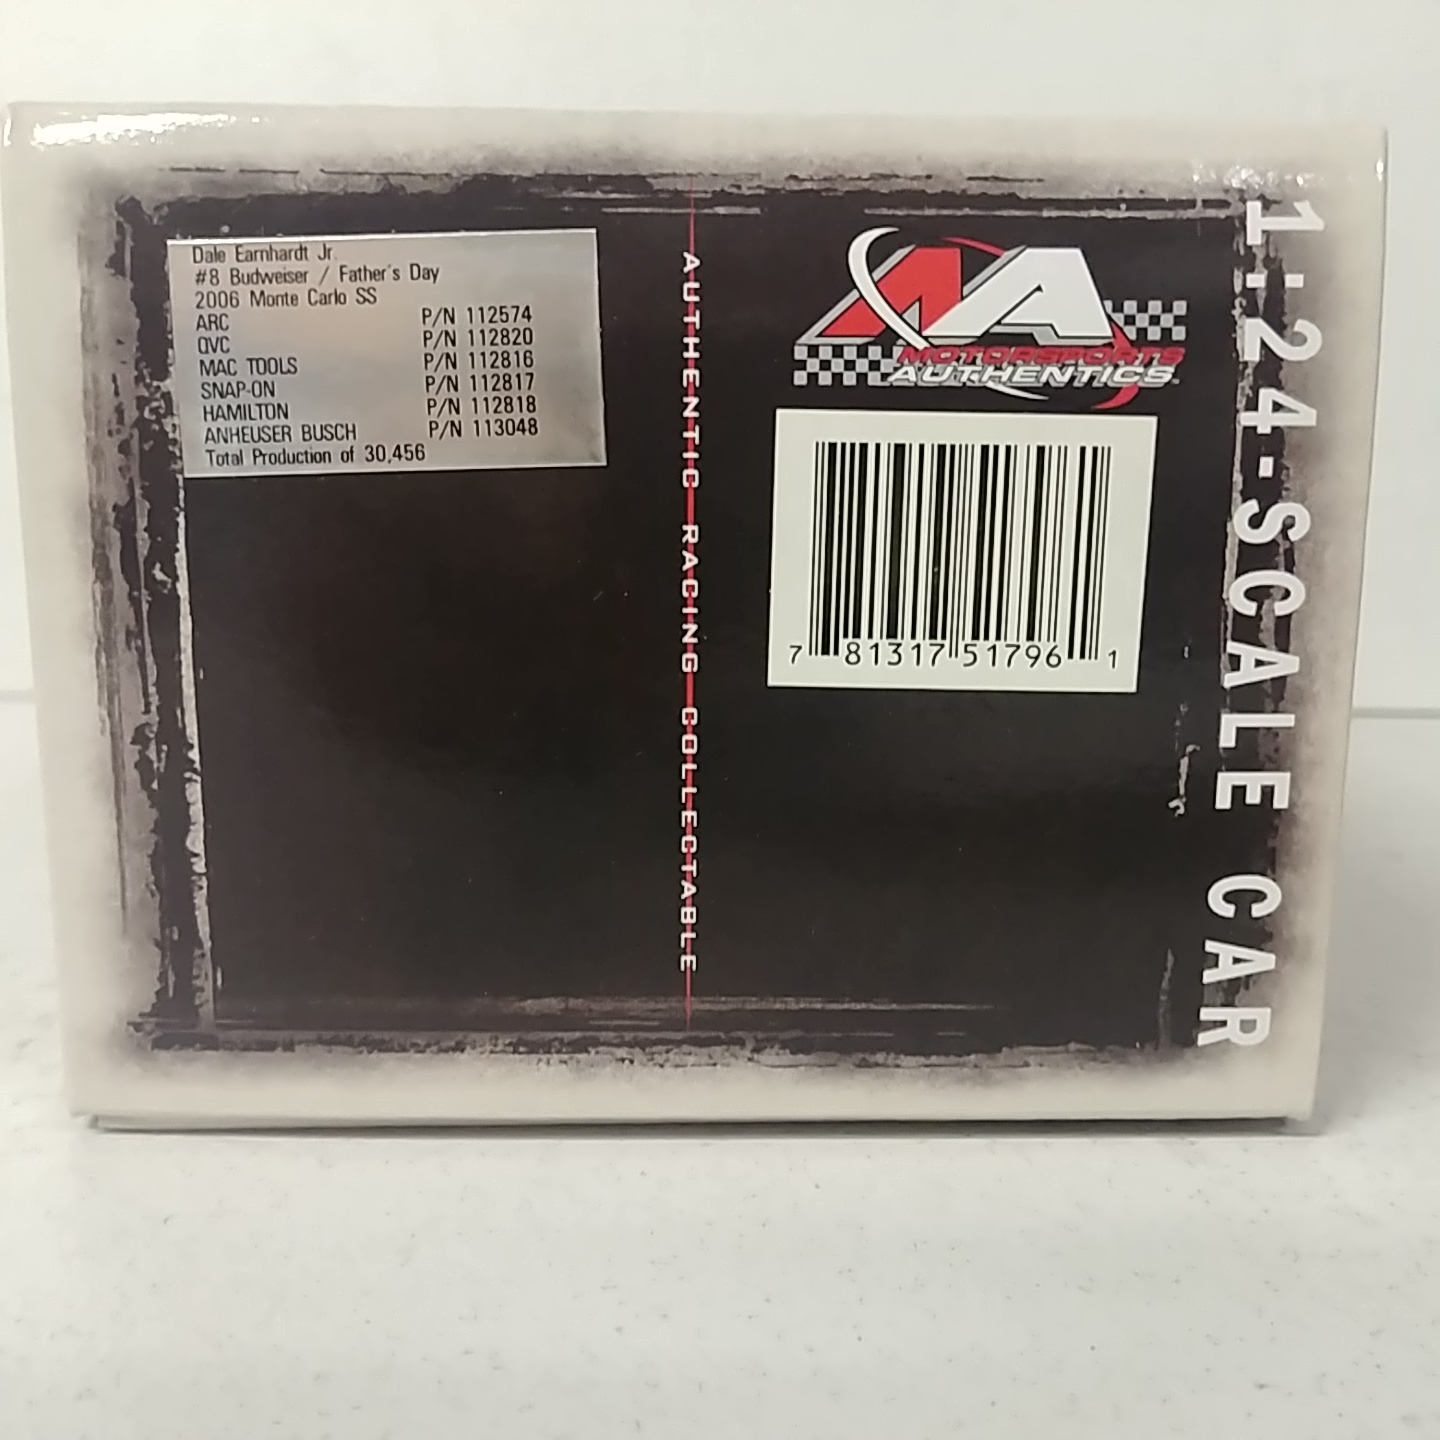 Dale Earnhardt Jr.
#8 Budweiser / Father's Day
2006 Monte Carlo SS
ARC P/N 112574
QVC P/N 112820
MAC TOOLS P/N 112816
SNAP-ON P/N 112817
HAMILTON P/N 112818
ANHEUSER BUSCH P/N 113048
Total Production of 30,456
AUTHENTIC RACING COLLECTABLE
MA
MOTORSPORTS
AUTHENTICS
7 81317 51796 1
1:24-SCALE CAR